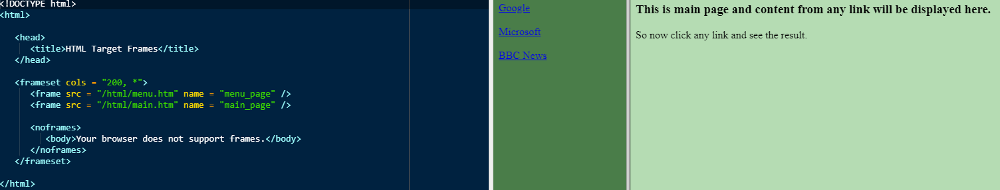 <!DOCTYPE html>
<html>
<head>
<title>HTML Target Frames</title>
</head>
<frameset cols = "200, *">
<frame src = "/html/menu.htm" name = "menu_page" />
<frame src = "/html/main.htm" name = "main_page" />
<noframes>
<body>Your browser does not support frames.</body>
</noframes>
</frameset>
</html>
Google
Microsoft
BBC News
This is main page and content from any link will be displayed here.
So now click any link and see the result.